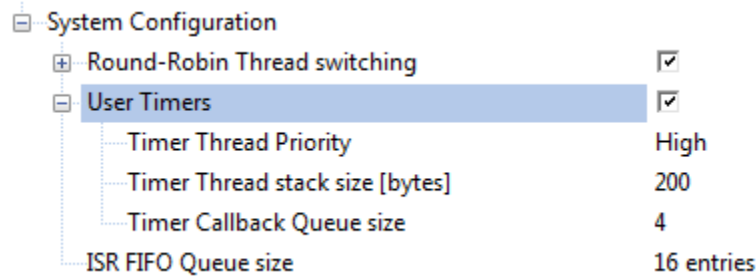 System Configuration
Round-Robin Thread switching
User Timers
Timer Thread Priority High
Timer Thread stack size [bytes] 200
Timer Callback Queue size 4
ISR FIFO Queue size 16 entries